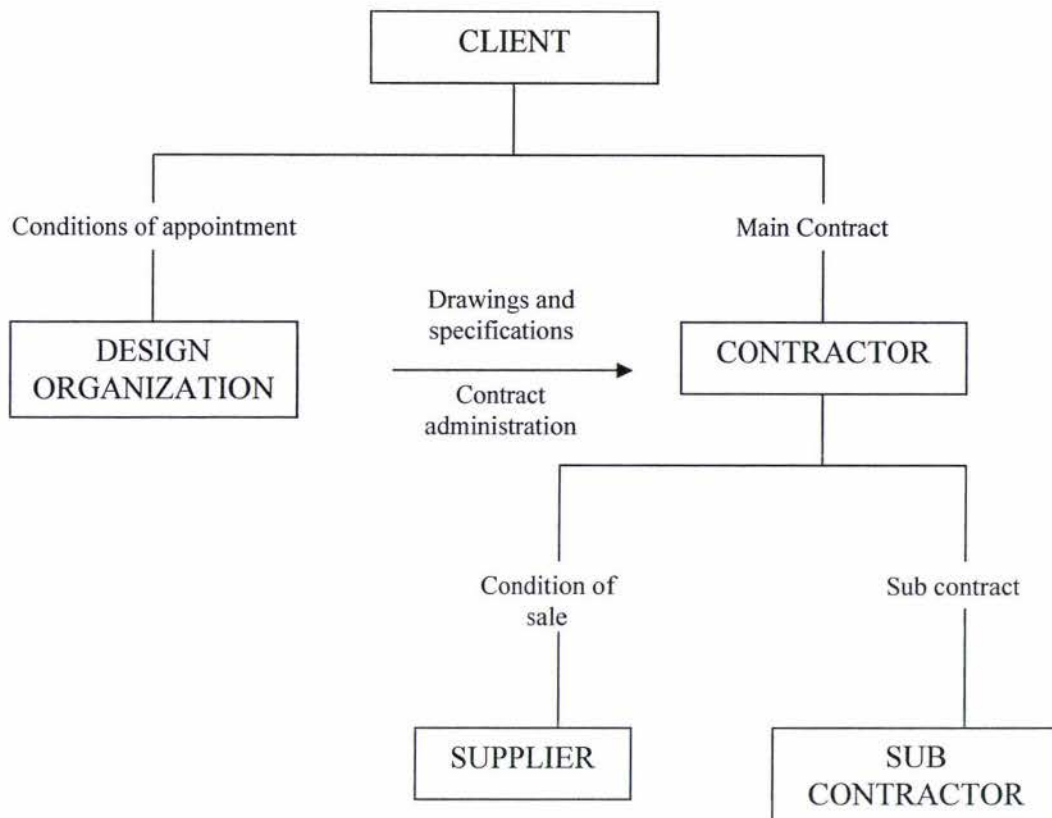 CLIENT
Conditions of appointment
Main Contract
Drawings and
specifications
DESIGN
ORGANIZATION
CONTRACTOR
Contract
administration
Condition of
sale
Sub contract
SUPPLIER
SUB
CONTRACTOR